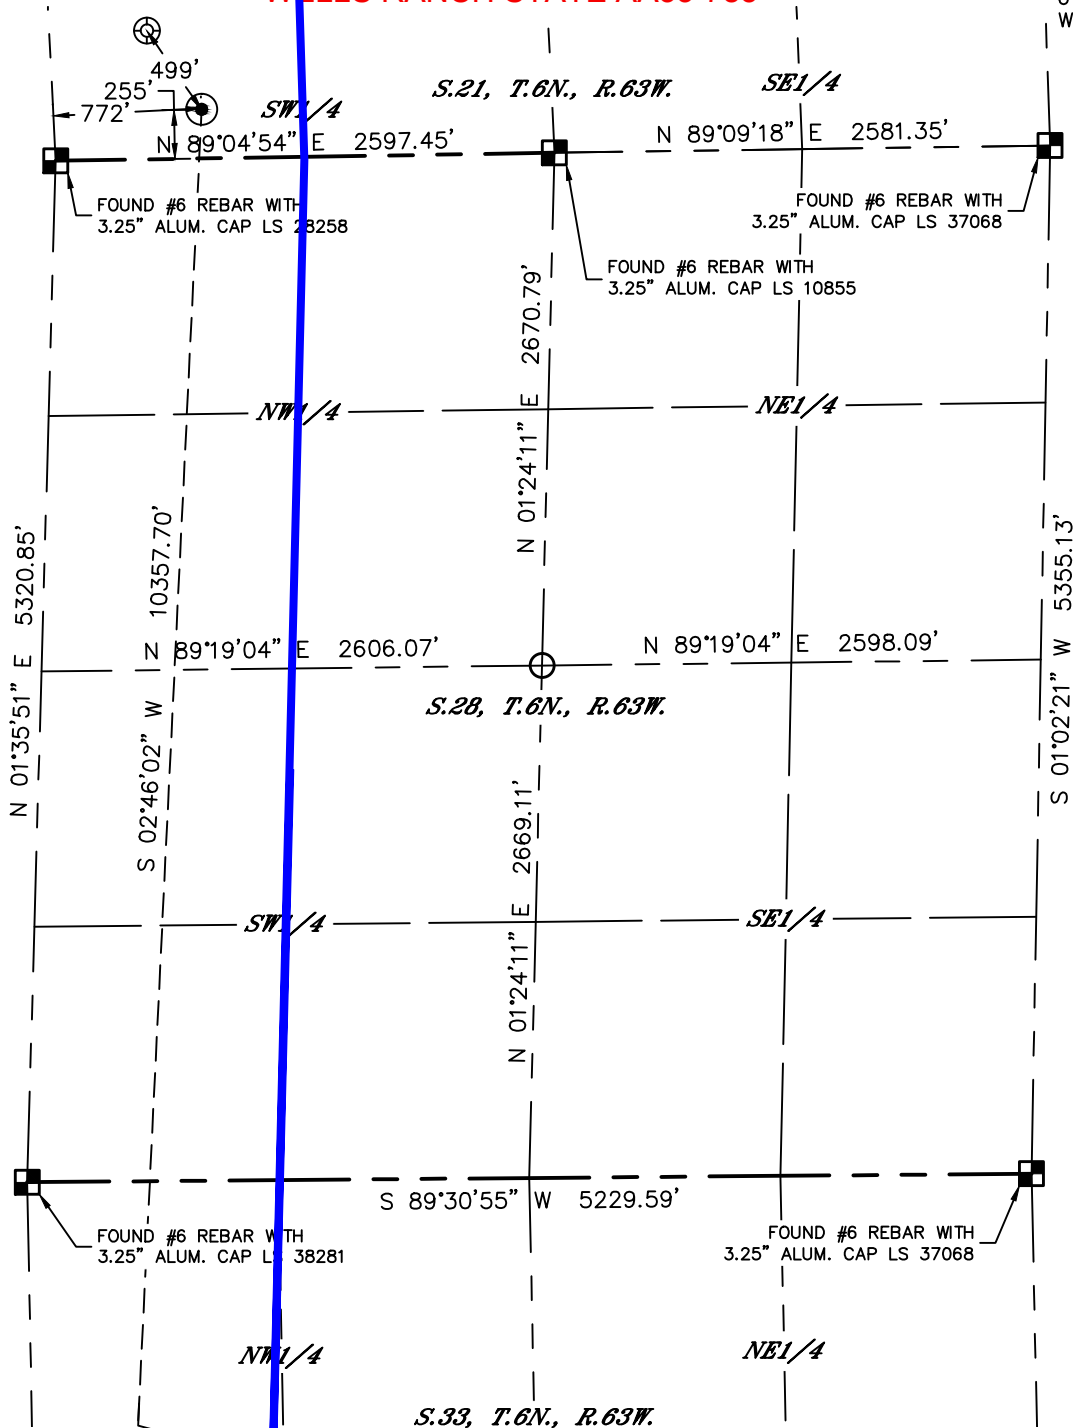 499'
255'
772'
SW1/4
S.21, T.6N., R.63W.
SE1/4
W
N 89°04'54" E 2597.45'
N 89°09'18" E 2581.35'
FOUND #6 REBAR WITH
3.25" ALUM. CAP LS 28258
FOUND #6 REBAR WITH
3.25" ALUM. CAP LS 37068
FOUND #6 REBAR WITH
3.25" ALUM. CAP LS 10855
N 01°24'11" E 2670.79'
NW1/4
NE1/4
N 01°35'51" E 5320.85'
S 02°46'02" W 10357.70'
S 01°02'21" W 5355.13'
N 89°19'04" E 2606.07'
N 89°19'04" E 2598.09'
S.28, T.6N., R.63W.
N 01°24'11" E 2669.11'
SW1/4
SE1/4
S 89°30'55" W 5229.59'
FOUND #6 REBAR WITH
3.25" ALUM. CAP LS 38281
FOUND #6 REBAR WITH
3.25" ALUM. CAP LS 37068
NW1/4
NE1/4
S.33, T.6N., R.63W.